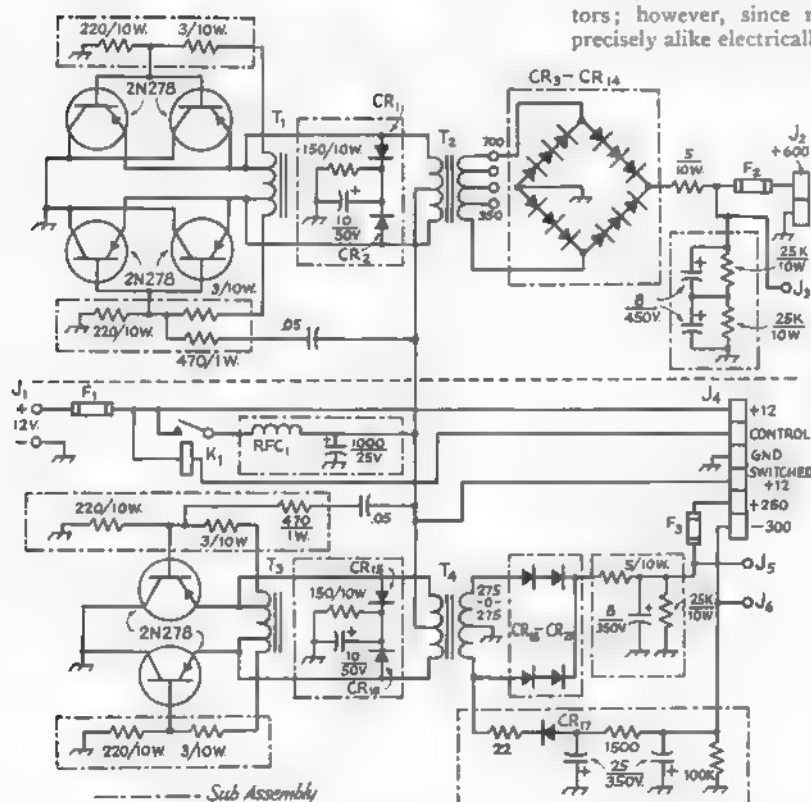 tors; however, since
precisely alike electrically
220/10W. 3/10W.
2N278
T1
CR1
150/10W.
10
50V
CR2
T2
700
350
CR3-CR14
5
10W.
F2
J2
+600
J3
25K
10W
8
450V.
25K
10W
2N278
3/10W.
220/10W.
470/1W.
.05
J1
+
12V.
-
F1
K1
RFC1
1000
25V
J4
+12
CONTROL
GND
SWITCHED
+12
+250
-300
F3
J5
J6
220/10W.
3/10W.
470
1W.
.05
2N278
T3
CR15
150/10W
10
50V
CR16
T4
275
-0-
275
5/10W.
8
350V.
25K
10W
220/10W. 3/10W.
22
CR17
1500
25
350V.
100K
Sub Assembly